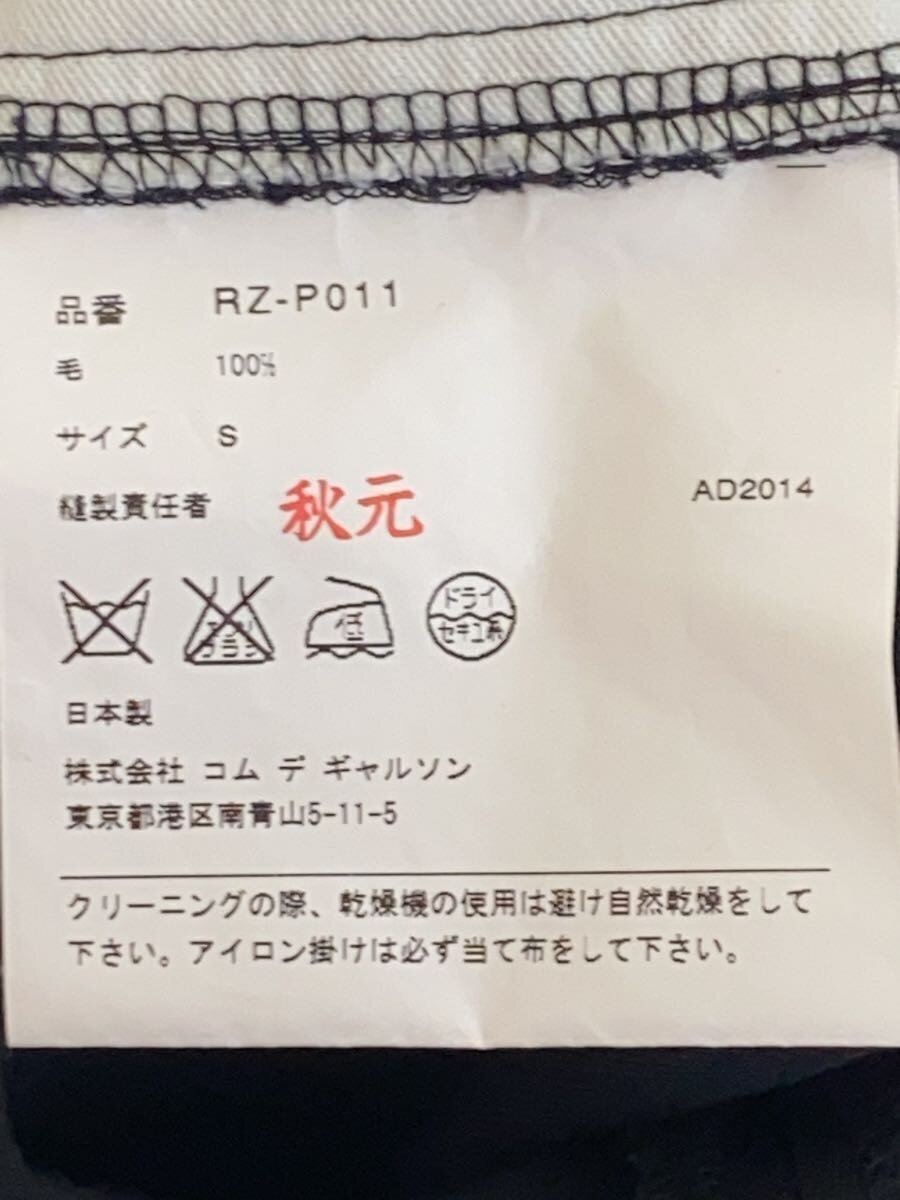 品番 RZ-P011
毛 100%
サイズ S
縫製責任者 秋元
AD2014
低
ドライ
セキユ系
日本製
株式会社 コム デ ギャルソン
東京都港区南青山5-11-5
クリーニングの際、乾燥機の使用は避け自然乾燥をして
下さい。アイロン掛けは必ず当て布をして下さい。